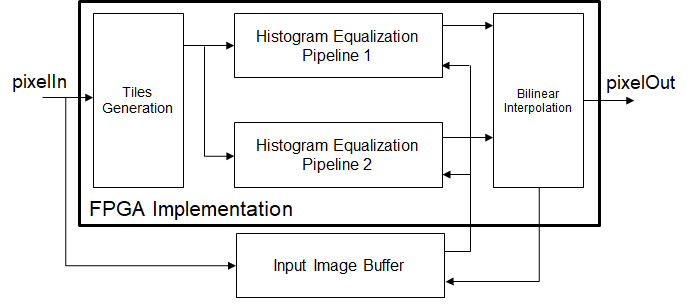 pixelIn
Tiles
Generation
Histogram Equalization
Pipeline 1
Histogram Equalization
Pipeline 2
Bilinear
Interpolation
pixelOut
FPGA Implementation
Input Image Buffer